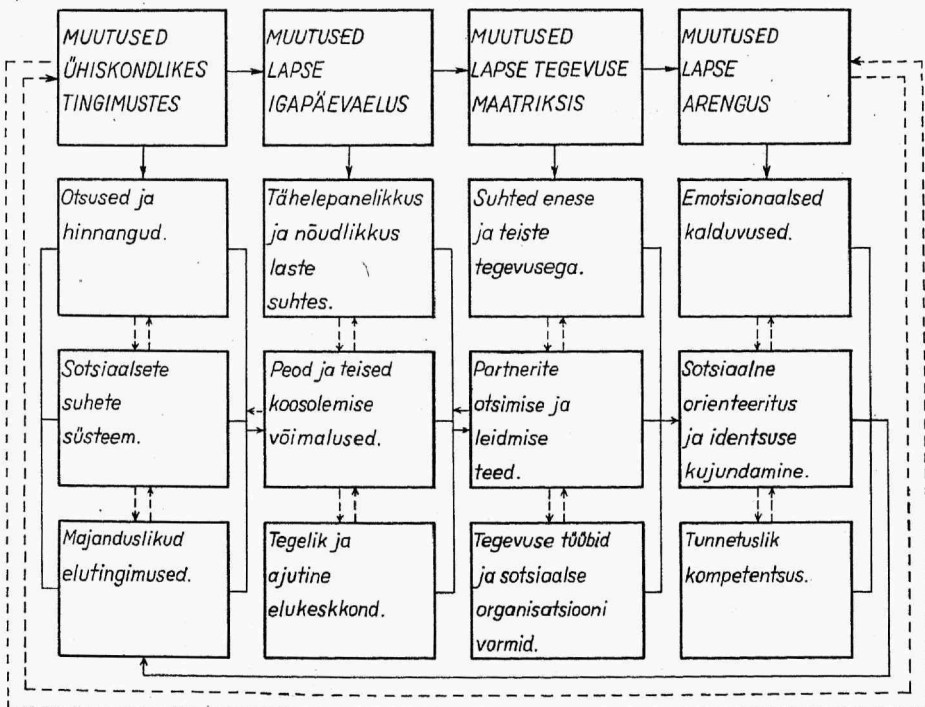 MUUTUSED
ÜHISKONDLIKES
TINGIMUSTES
MUUTUSED
LAPSE
IGAPÄEVAELUS
MUUTUSED
LAPSE TEGEVUSE
MAATRIKSIS
MUUTUSED
LAPSE
ARENGUS
Otsused ja
hinnangud.
Tähelepanelikkus
ja nõudlikkus
laste
suhtes.
Suhted enese
ja teiste
tegevusega.
Emotsionaalsed
kalduvused.
Sotsiaalsete
suhete
süsteem.
Peod ja teised
koosolemise
võimalused.
Partnerite
otsimise ja
leidmise
teed.
Sotsiaalne
orienteeritus
ja identsuse
kujundamine.
Majanduslikud
elutingimused.
Tegelik ja
ajutine
elukeskkond.
Tegevuse tüübid
ja sotsiaalse
organisatsiooni
vormid.
Tunnetuslik
kompetentsus.